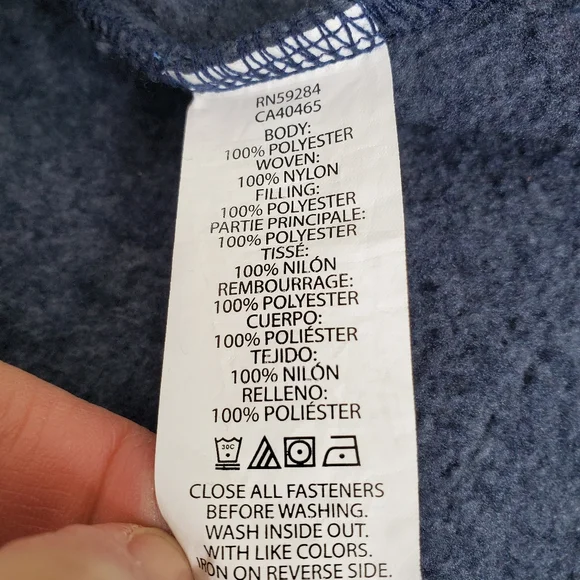 RN59284
CA40465
BODY:
100% POLYESTER
WOVEN:
100% NYLON
FILLING:
100% POLYESTER
PARTIE PRINCIPALE:
100% POLYESTER
TISSÉ:
100% NILÓN
REMBOURRAGE:
100% POLYESTER
CUERPO:
100% POLIÉSTER
TEJIDO:
100% NILÓN
RELLENO:
100% POLIÉSTER
30C
CLOSE ALL FASTENERS
BEFORE WASHING.
WASH INSIDE OUT.
WITH LIKE COLORS.
IRON ON REVERSE SIDE.